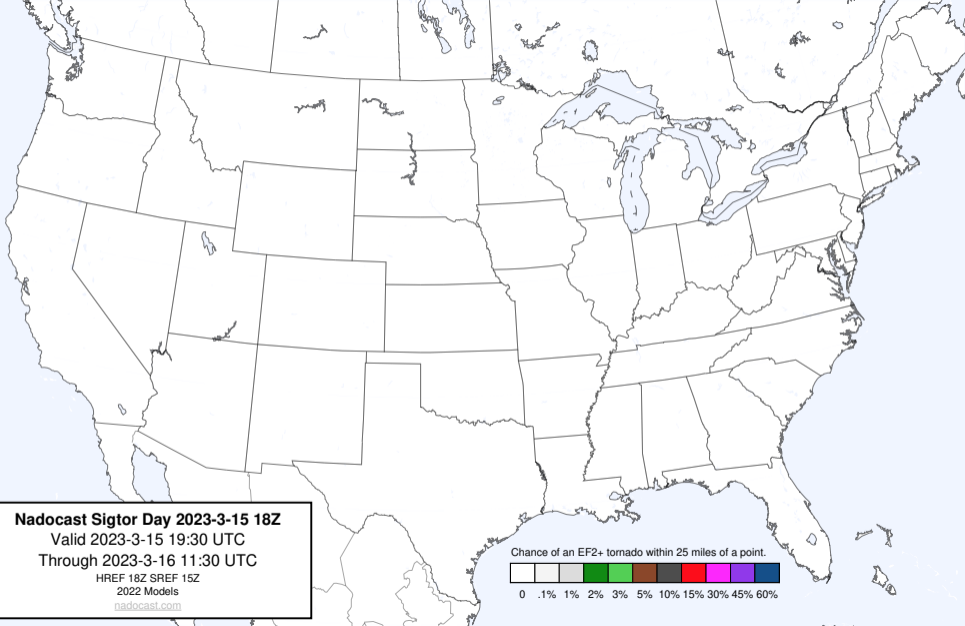 Nadocast Sigtor Day 2023-3-15 18Z
Valid 2023-3-15 19:30 UTC
Through 2023-3-16 11:30 UTC
HREF 18Z SREF 15Z
2022 Models
nadocast.com
Chance of an EF2+ tornado within 25 miles of a point.
0 .1% 1% 2% 3% 5% 10% 15% 30% 45% 60%